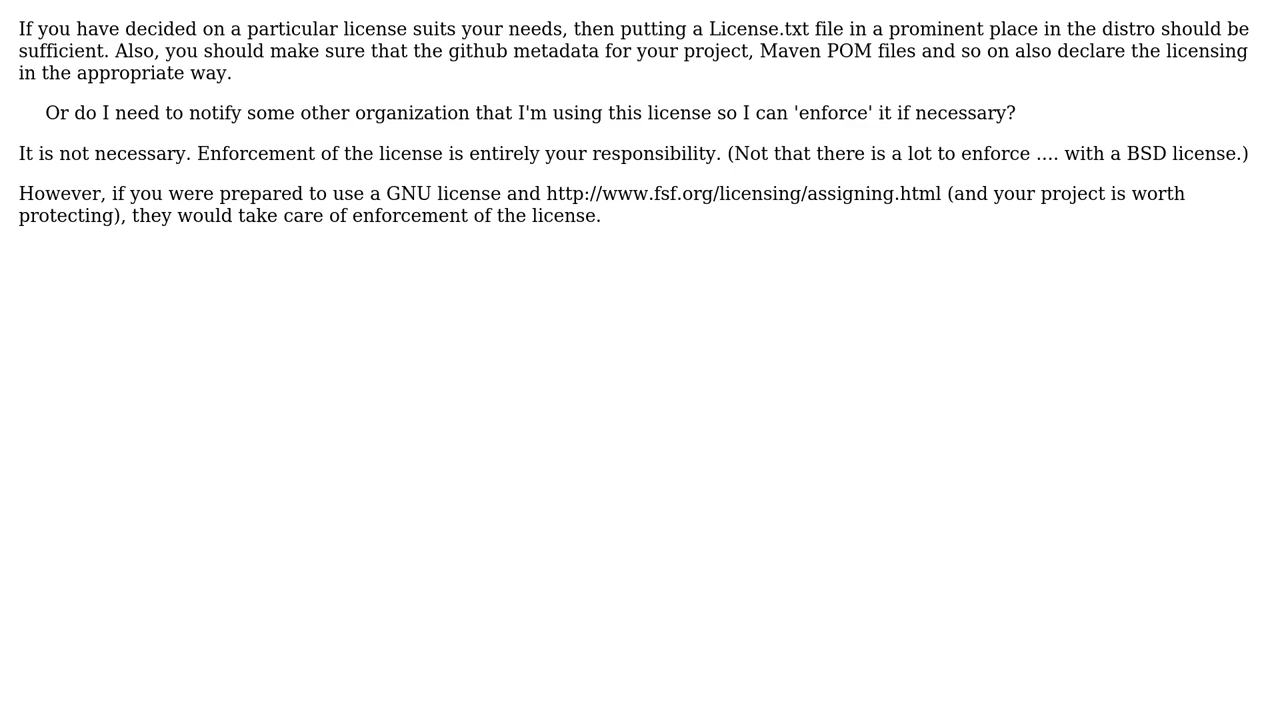 If you have decided on a particular license suits your needs, then putting a License.txt file in a prominent place in the distro should be
sufficient. Also, you should make sure that the github metadata for your project, Maven POM files and so on also declare the licensing
in the appropriate way.
Or do I need to notify some other organization that I'm using this license so I can 'enforce' it if necessary?
It is not necessary. Enforcement of the license is entirely your responsibility. (Not that there is a lot to enforce .... with a BSD license.)
However, if you were prepared to use a GNU license and http://www.fsf.org/licensing/assigning.html (and your project is worth
protecting), they would take care of enforcement of the license.